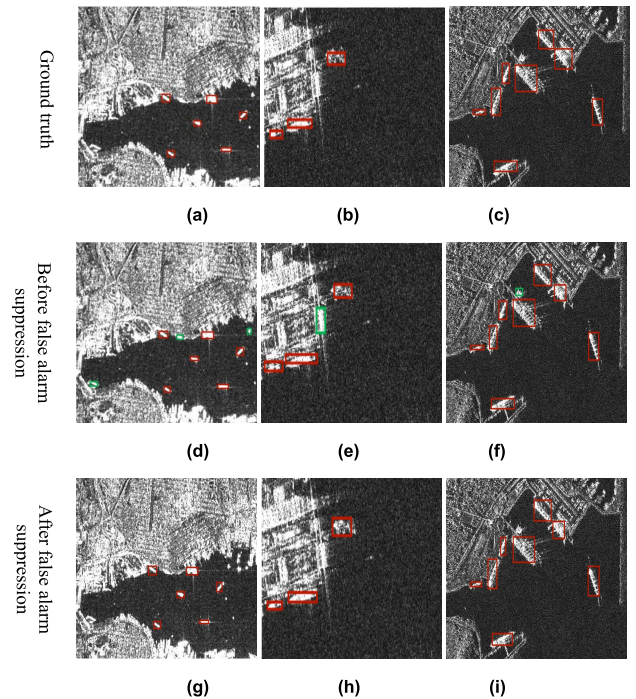 Ground truth
(a)
(b)
(c)
Before false alarm
suppression
(d)
(e)
(f)
After false alarm
suppression
(g)
(h)
(i)